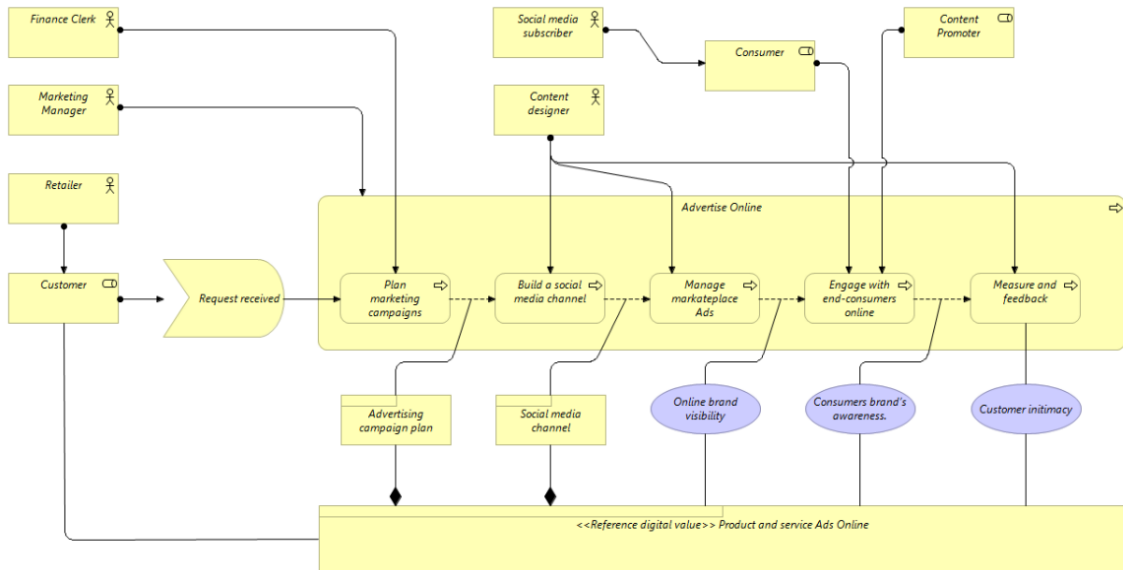 Finance Clerk
Social media
subscriber
Consumer
Content
Promoter
Marketing
Manager
Content
designer
Retailer
Advertise Online
Customer
Request received
Plan
marketing
campaigns
Build a social
media channel
Manage
markateplace
Ads
Engage with
end-consumers
online
Measure and
feedback
Advertising
campaign plan
Social media
channel
Online brand
visibility
Consumers brand's
awareness.
Customer initimacy
<<Reference digital value>> Product and service Ads Online